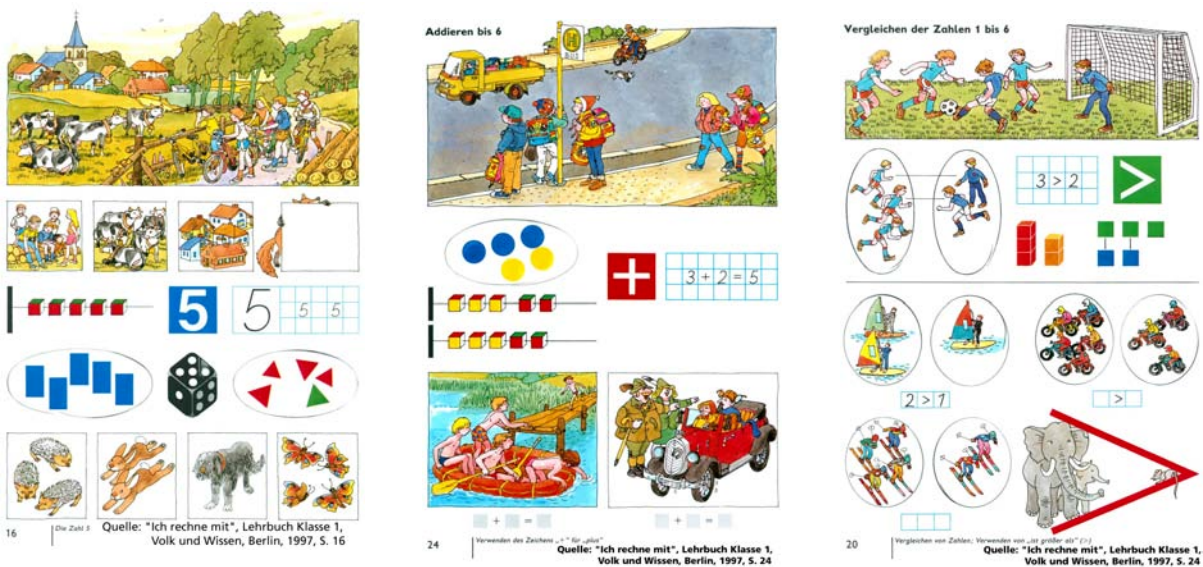 5
5
5 5
16
Die Zahl 5
Quelle: "Ich rechne mit", Lehrbuch Klasse 1,
Volk und Wissen, Berlin, 1997, S. 16
Addieren bis 6
H
BUS
+
3 + 2 = 5
+ =
+ =
24
Verwenden des Zeichens „+“ für „plus“
Quelle: "Ich rechne mit", Lehrbuch Klasse 1,
Volk und Wissen, Berlin, 1997, S. 24
Vergleichen der Zahlen 1 bis 6
3 > 2
>
2 > 1
>
20
Vergleichen von Zahlen; Verwenden von „ist größer als“ (>)
Quelle: "Ich rechne mit", Lehrbuch Klasse 1,
Volk und Wissen, Berlin, 1997, S. 24